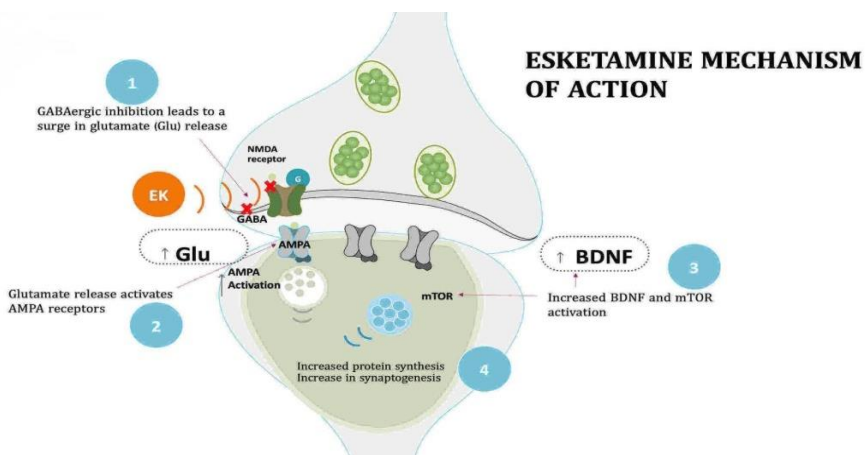 ESKETAMINE MECHANISM
OF ACTION
1
GABAergic inhibition leads to a
surge in glutamate (Glu) release
NMDA
receptor
G
EK
GABA
↑ Glu
AMPA
↑ AMPA
Activation
Glutamate release activates
AMPA receptors
2
↑ BDNF
3
mTOR
Increased BDNF and mTOR
activation
Increased protein synthesis
Increase in synaptogenesis
4